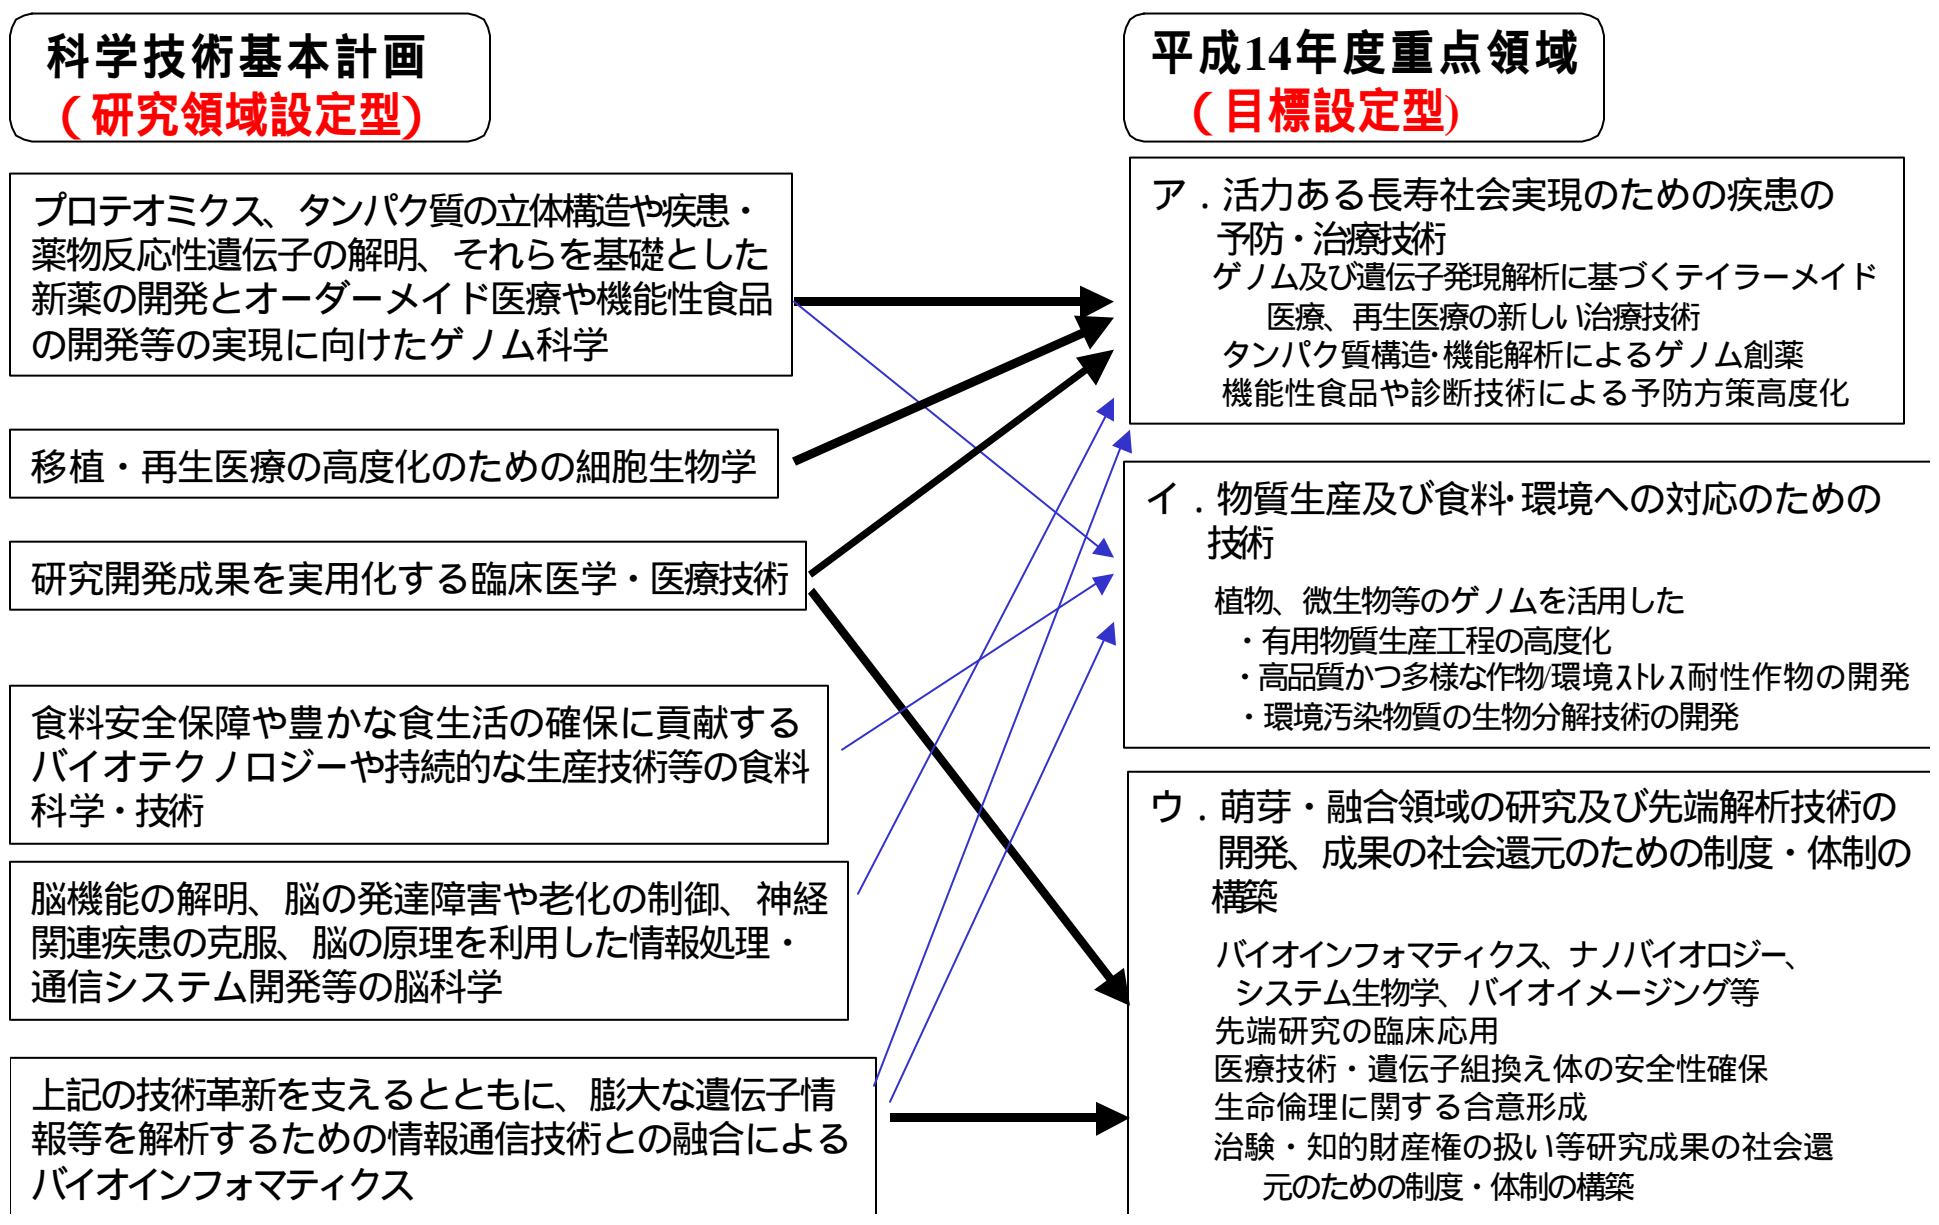 科学技術基本計画
(研究領域設定型)
プロテオミクス、タンパク質の立体構造や疾患・
薬物反応性遺伝子の解明、それらを基礎とした
新薬の開発とオーダーメイド医療や機能性食品
の開発等の実現に向けたゲノム科学
移植・再生医療の高度化のための細胞生物学
研究開発成果を実用化する臨床医学・医療技術
食料安全保障や豊かな食生活の確保に貢献する
バイオテクノロジーや持続的な生産技術等の食料
科学・技術
脳機能の解明、脳の発達障害や老化の制御、神経
関連疾患の克服、脳の原理を利用した情報処理・
通信システム開発等の脳科学
上記の技術革新を支えるとともに、膨大な遺伝子情
報等を解析するための情報通信技術との融合による
バイオインフォマティクス
平成14年度重点領域
(目標設定型)
ア.活力ある長寿社会実現のための疾患の
予防・治療技術
ゲノム及び遺伝子発現解析に基づくテイラーメイド
医療、再生医療の新しい治療技術
タンパク質構造・機能解析によるゲノム創薬
機能性食品や診断技術による予防方策高度化
イ.物質生産及び食料・環境への対応のための
技術
植物、微生物等のゲノムを活用した
・有用物質生産工程の高度化
・高品質かつ多様な作物/環境ストレス耐性作物の開発
・環境汚染物質の生物分解技術の開発
ウ.萌芽・融合領域の研究及び先端解析技術の
開発、成果の社会還元のための制度・体制の
構築
バイオインフォマティクス、ナノバイオロジー、
システム生物学、バイオイメージング等
先端研究の臨床応用
医療技術・遺伝子組換え体の安全性確保
生命倫理に関する合意形成
治験・知的財産権の扱い等研究成果の社会還
元のための制度・体制の構築